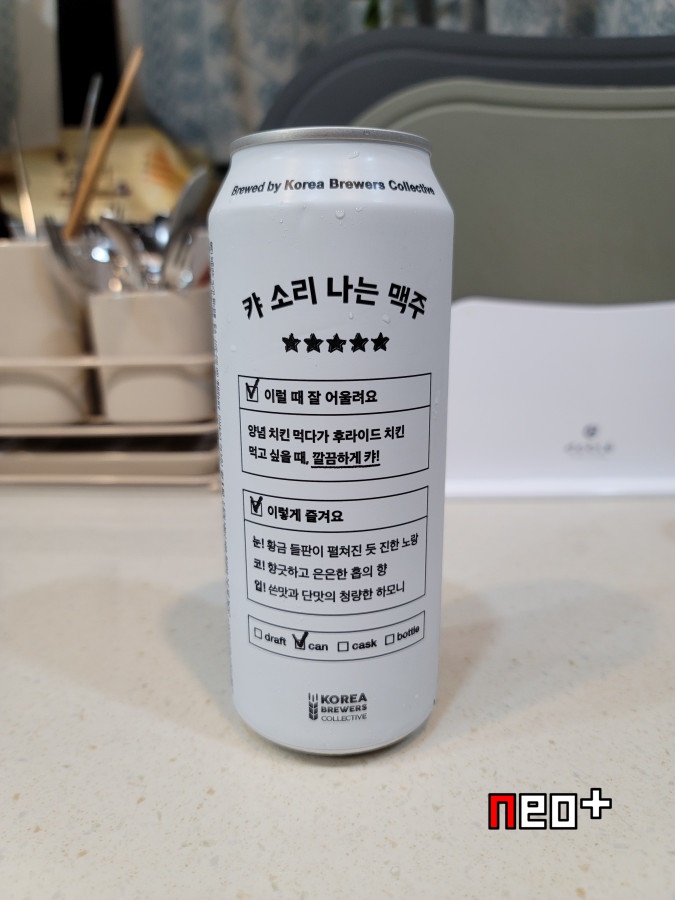 Brewed by Korea Brewers Collective
캬 소리 나는 맥주
이럴 때 잘 어울려요
양념 치킨 먹다가 후라이드 치킨
먹고 싶을 때, 깔끔하게 캬!
이렇게 즐겨요
눈! 황금 들판이 펼쳐진 듯 진한 노랑
코! 향긋하고 은은한 홉의 향
입! 쓴맛과 단맛의 청량한 하모니
draft can cask bottle
KOREA
BREWERS
COLLECTIVE
neo+